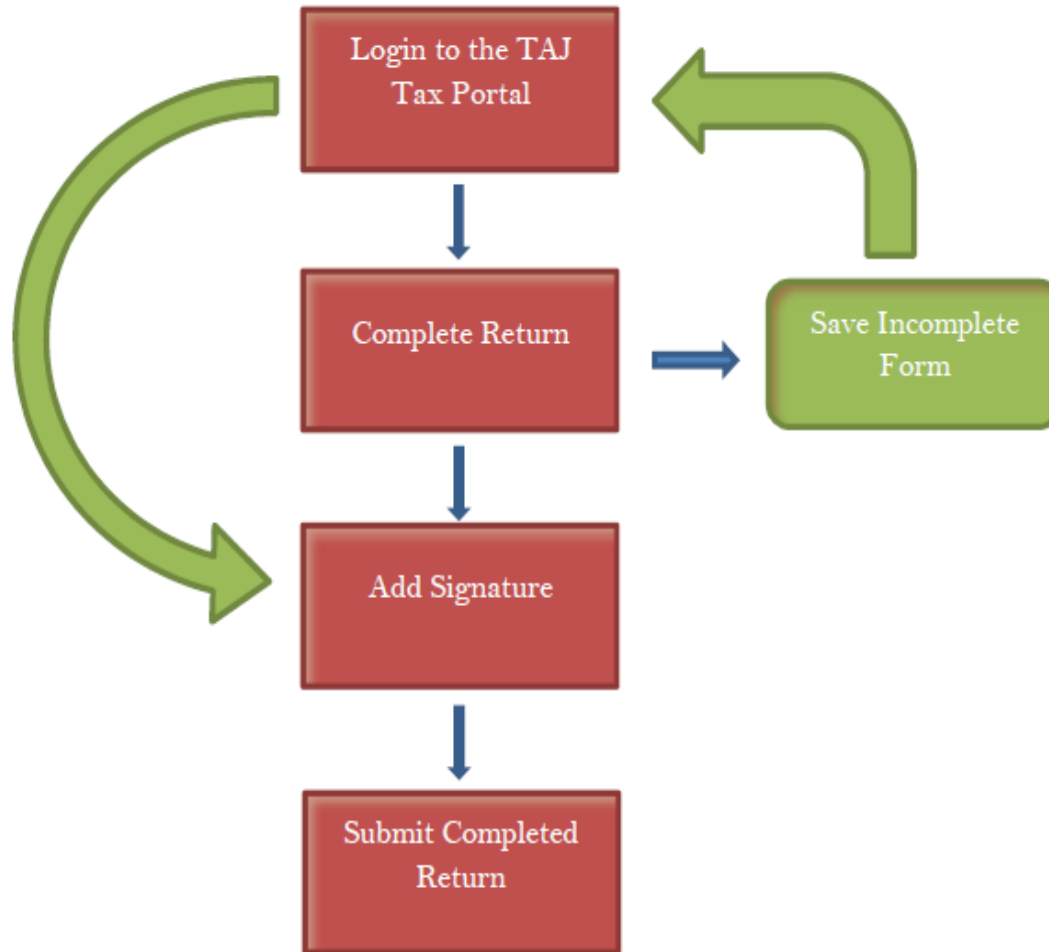 Login to the TAJ
Tax Portal
Complete Return
Save Incomplete
Form
Add Signature
Submit Completed
Return